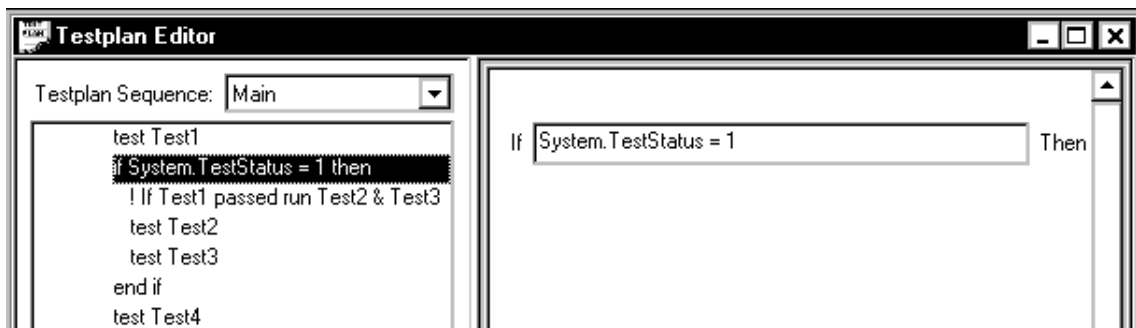 Testplan Editor
Testplan Sequence: Main
test Test1
if System.TestStatus = 1 then
! If Test1 passed run Test2 & Test3
test Test2
test Test3
end if
test Test4
If System.TestStatus = 1 Then